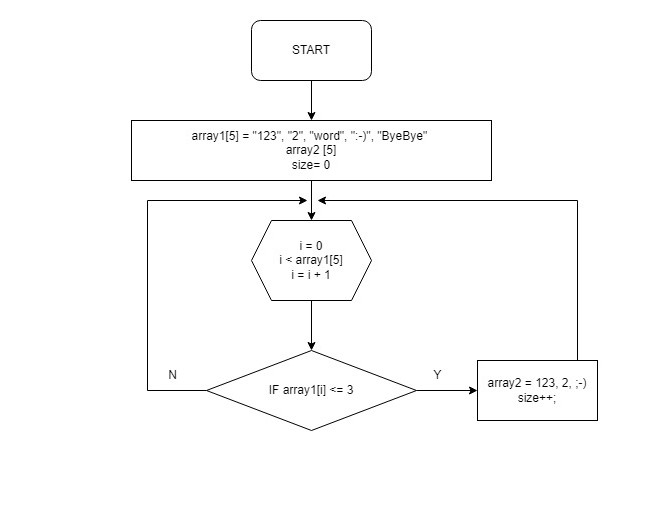 START
array1[5] = "123", "2", "word", ":-)", "ByeBye"
array2 [5]
size= 0
i = 0
i < array1[5]
i = i + 1
IF array1[i] <= 3
N
Y
array2 = 123, 2, ;-)
size++;